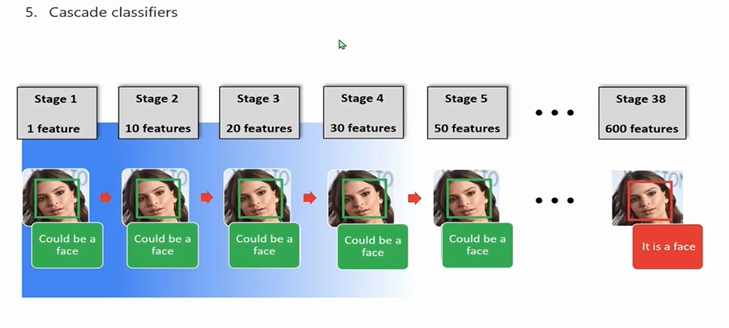 5. Cascade classifiers
Stage 1
1 feature
Stage 2
10 features
Stage 3
20 features
Stage 4
30 features
Stage 5
50 features
• • •
Stage 38
600 features
Could be a
face
Could be a
face
Could be a
face
Could be a
face
Could be a
face
• • •
It is a face